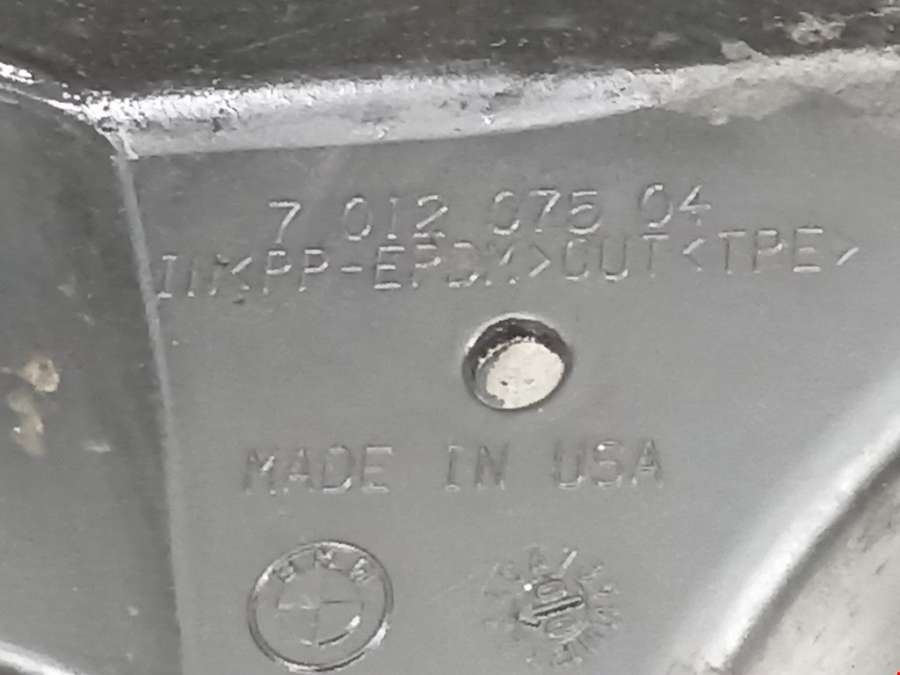 7 012 075 04
IN<PP-EPDM>OUT<TPE>
MADE IN USA
BMW